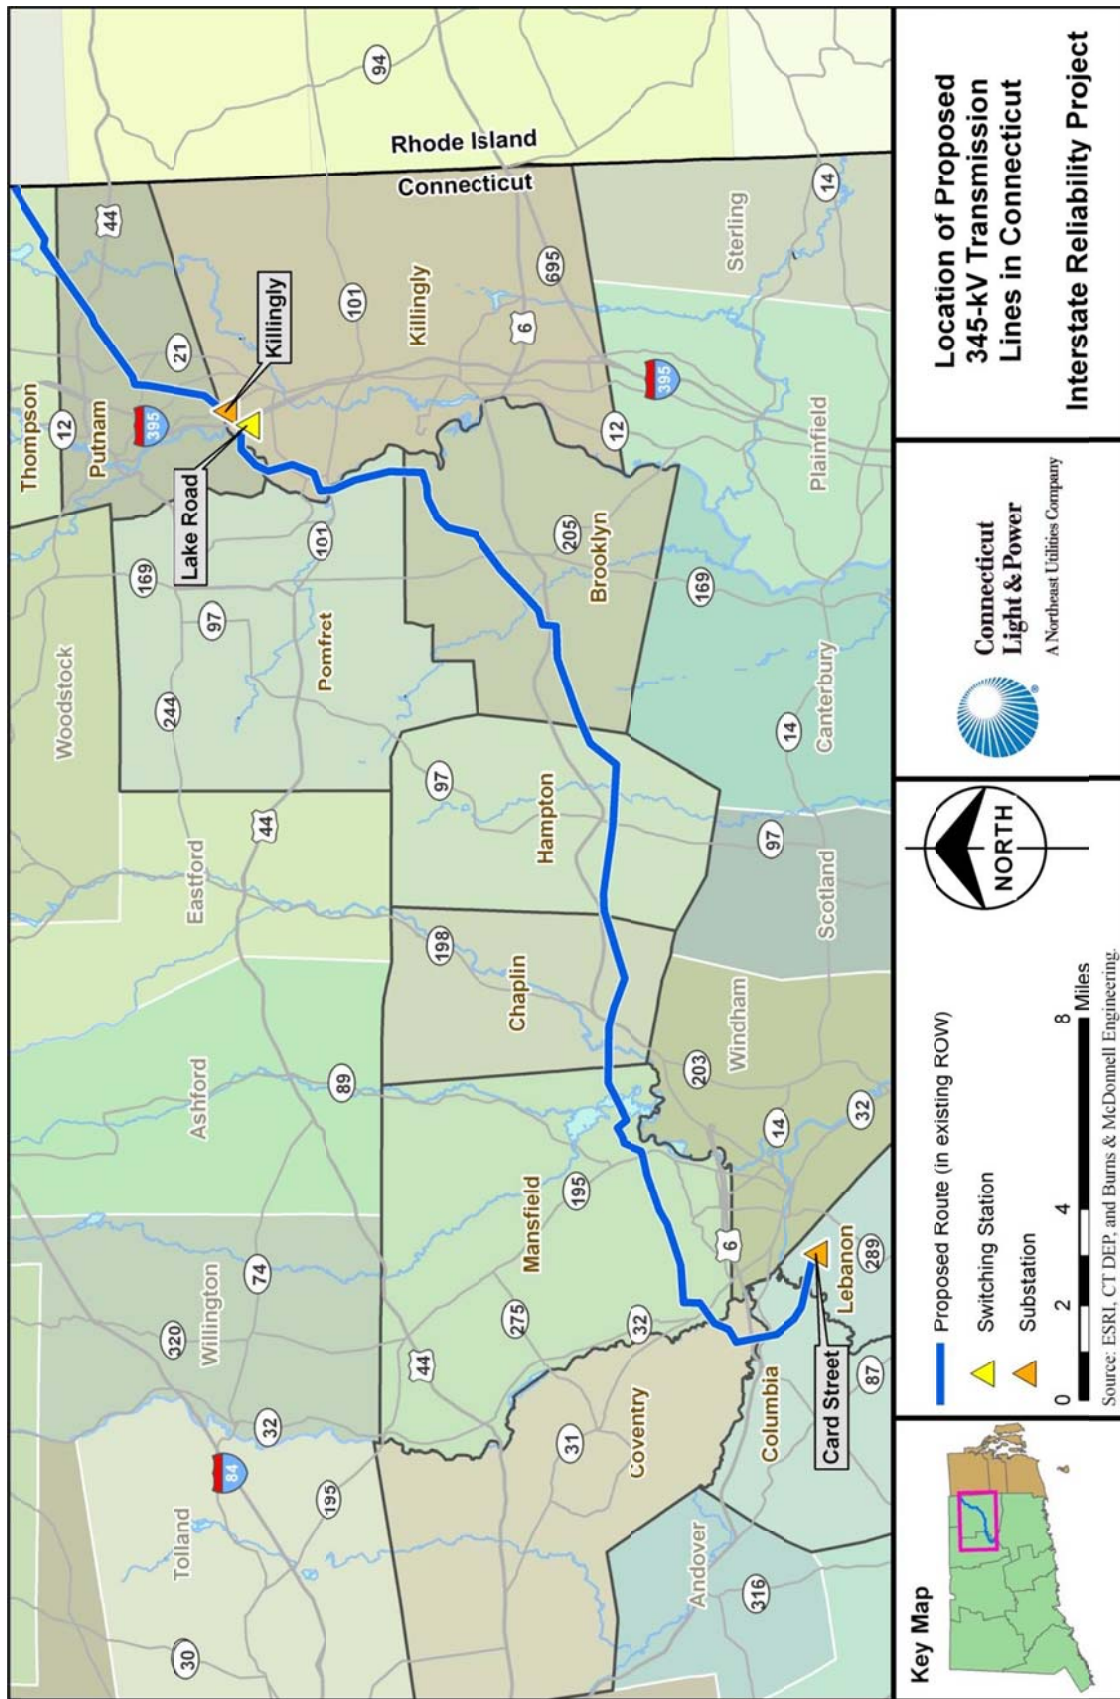 Thompson
Woodstock
12
Putnam
44
169
395
244
320
Tolland
30
21
Lake Road
Eastford
Ashford
Willington
97
84
Killingly
74
32
44
101
Pomfret
101
89
195
94
Rhode Island
Connecticut
Killingly
44
97
198
275
Chaplin
Mansfield
Hampton
6
695
205
31
195
Brooklyn
12
Coventry
32
395
169
203
Andover
Sterling
Windham
6
316
Columbia
97
14
14
14
Plainfield
Canterbury
Scotland
Card Street
Lebanon
32
289
87
Key Map
Proposed Route (in existing ROW)
Switching Station
Substation
0 2 4 8
Miles
Source: ESRI, CT DEP, and Burns & McDonnell Engineering.
NORTH
Connecticut
Light & Power
A Northeast Utilities Company
Location of Proposed
345-kV Transmission
Lines in Connecticut
Interstate Reliability Project